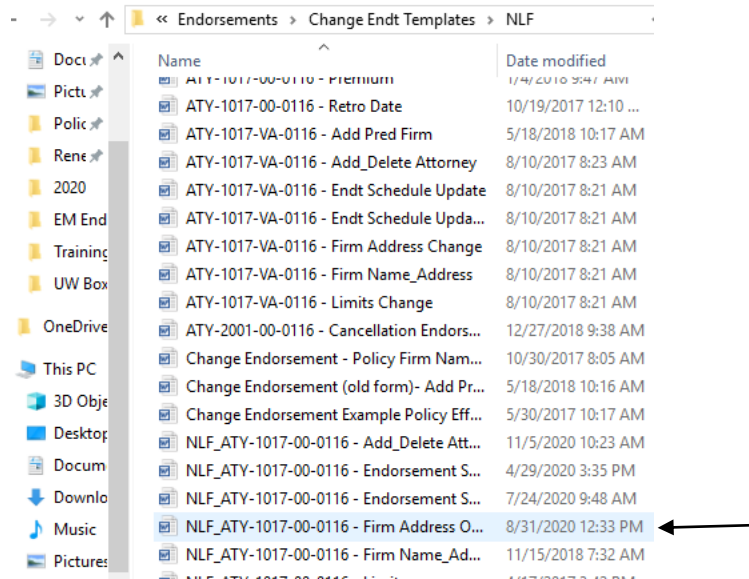 « Endorsements > Change Endt Templates > NLF
Name Date modified
ATY-1017-00-0116 - Premium 1/4/2018 9:47 AM
ATY-1017-00-0116 - Retro Date 10/19/2017 12:10 ...
ATY-1017-VA-0116 - Add Pred Firm 5/18/2018 10:17 AM
ATY-1017-VA-0116 - Add_Delete Attorney 8/10/2017 8:23 AM
ATY-1017-VA-0116 - Endt Schedule Update 8/10/2017 8:21 AM
ATY-1017-VA-0116 - Endt Schedule Upda... 8/10/2017 8:21 AM
ATY-1017-VA-0116 - Firm Address Change 8/10/2017 8:21 AM
ATY-1017-VA-0116 - Firm Name_Address 8/10/2017 8:21 AM
ATY-1017-VA-0116 - Limits Change 8/10/2017 8:21 AM
ATY-2001-00-0116 - Cancellation Endors... 12/27/2018 9:38 AM
Change Endorsement - Policy Firm Nam... 10/30/2017 8:05 AM
Change Endorsement (old form)- Add Pr... 5/18/2018 10:16 AM
Change Endorsement Example Policy Eff... 5/30/2017 10:17 AM
NLF_ATY-1017-00-0116 - Add_Delete Att... 11/5/2020 10:23 AM
NLF_ATY-1017-00-0116 - Endorsement S... 4/29/2020 3:35 PM
NLF_ATY-1017-00-0116 - Endorsement S... 7/24/2020 9:48 AM
NLF_ATY-1017-00-0116 - Firm Address O... 8/31/2020 12:33 PM
NLF_ATY-1017-00-0116 - Firm Name_Ad... 11/15/2018 7:32 AM
Docu
Pictu
Polic
Rene
2020
EM End
Training
UW Box
OneDrive
This PC
3D Obje
Desktop
Docum
Downlo
Music
Pictures